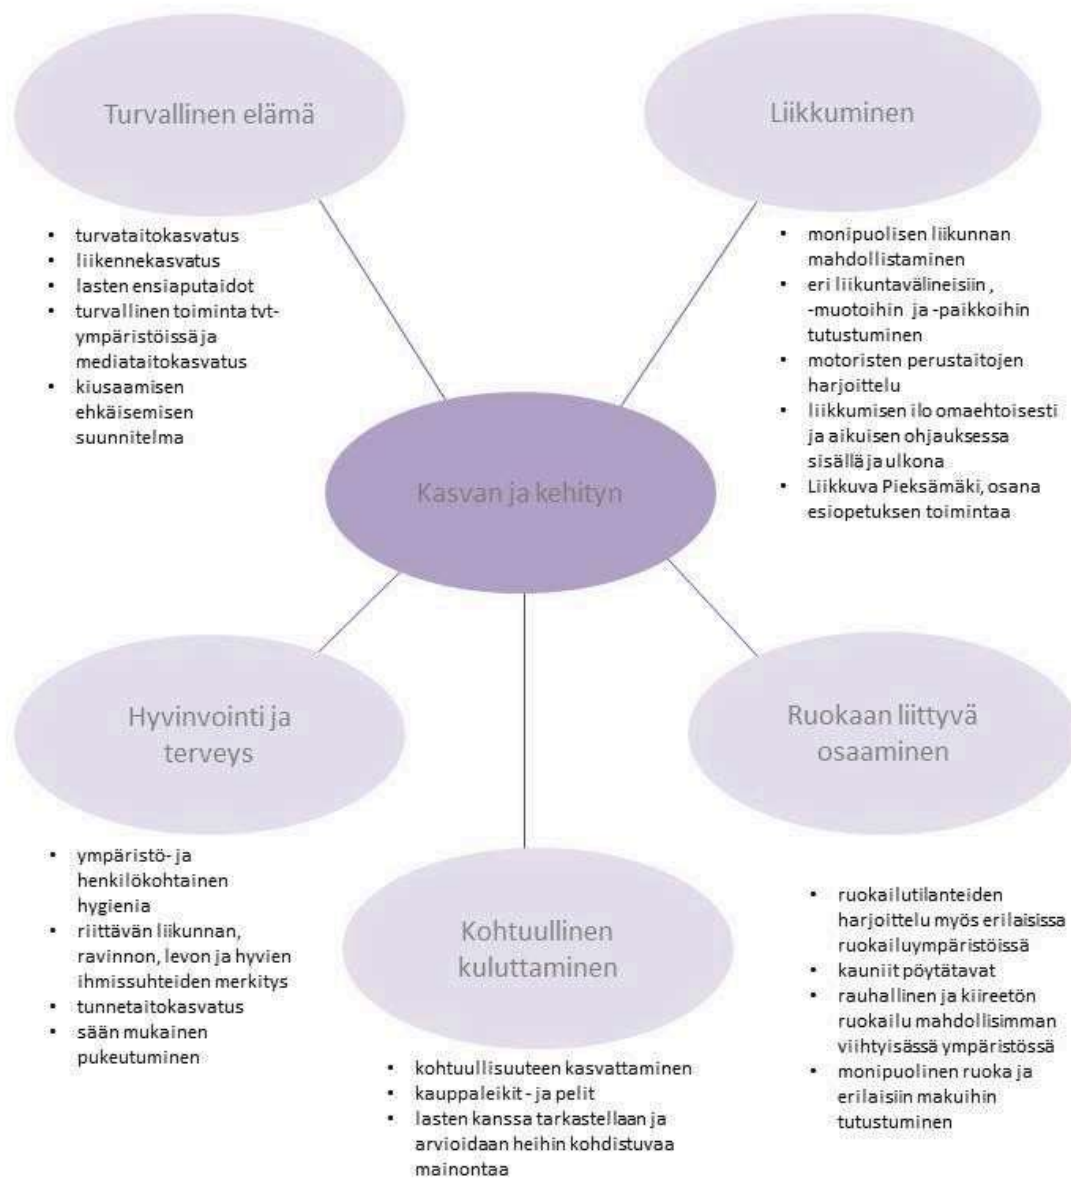 Turvallinen elämä
• turvataitokasvatus
• liikennekasvatus
• lasten ensiaputaidot
• turvallinen toiminta tvt-
ympäristöissä ja
mediataitokasvatus
• kiusaamisen
ehkäisemisen
suunnitelma
Liikkuminen
• monipuolisen liikunnan
mahdollistaminen
• eri liikuntavälineisiin ,
-muotoihin ja -paikkoihin
tutustuminen
• motoristen perustaitojen
harjoittelu
• liikkumisen ilo omaehtoisesti
ja aikuisen ohjauksessa
sisällä ja ulkona
• Liikkuva Pieksämäki, osana
esiopetuksen toimintaa
Kasvan ja kehityn
Hyvinvointi ja
terveys
• ympäristö- ja
henkilökohtainen
hygienia
• riittävän liikunnan,
ravinnon, levon ja hyvien
ihmissuhteiden merkitys
• tunnetaitokasvatus
• sään mukainen
pukeutuminen
Kohtuullinen
kuluttaminen
• kohtuullisuuteen kasvattaminen
• kauppaleikit - ja pelit
• lasten kanssa tarkastellaan ja
arvioidaan heihin kohdistuvaa
mainontaa
Ruokaan liittyvä
osaaminen
• ruokailutilanteiden
harjoittelu myös erilaisissa
ruokailuympäristöissä
• kauniit pöytätavat
• rauhallinen ja kiireetön
ruokailu mahdollisimman
viihtyisässä ympäristössä
• monipuolinen ruoka ja
erilaisiin makuihin
tutustuminen